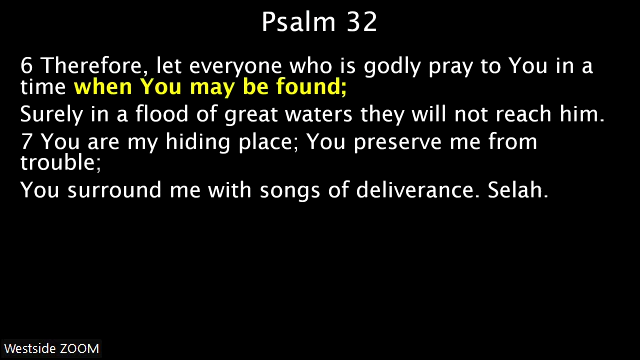 Psalm 32
6 Therefore, let everyone who is godly pray to You in a
time when You may be found;
Surely in a flood of great waters they will not reach him.
7 You are my hiding place; You preserve me from
trouble;
You surround me with songs of deliverance. Selah.
Westside ZOOM